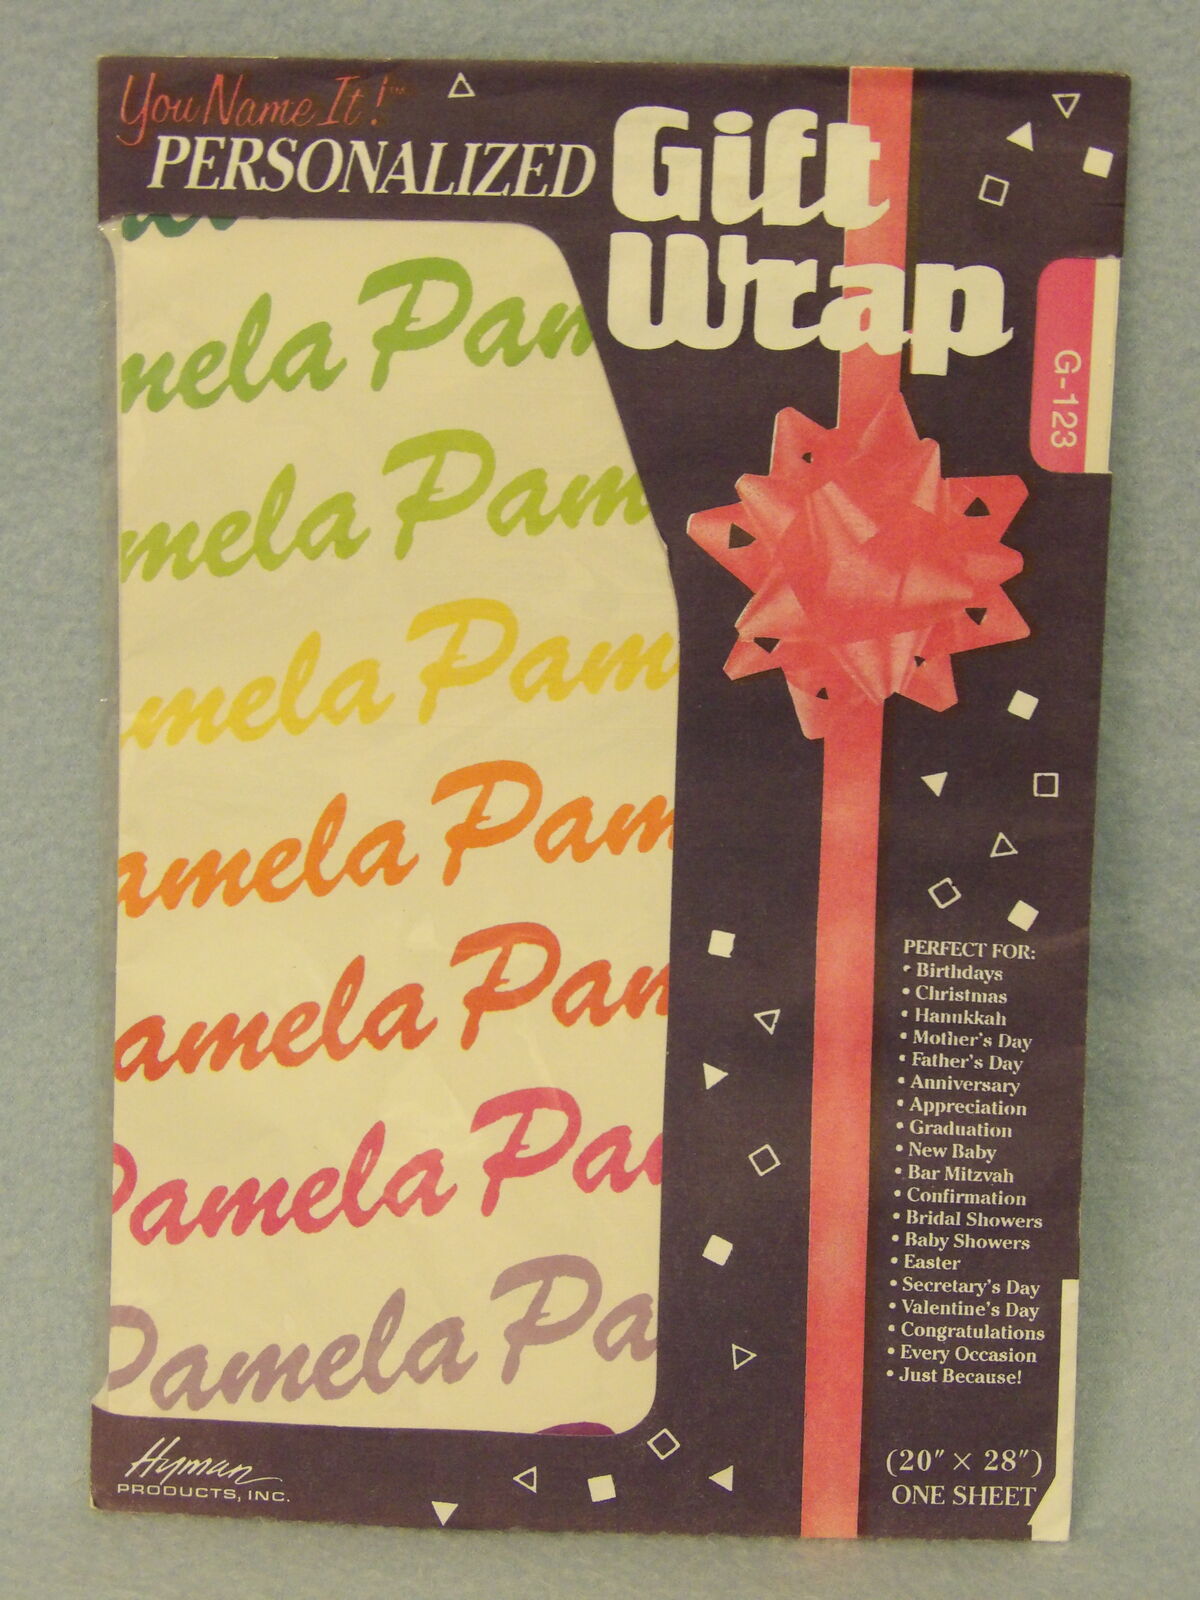 You Name It!™
PERSONALIZED
Gift
Wrap
G-123
mela Pam
mela Pam
mela Pam
amela Pam
amela Pam
Pamela Pa
Pamela Pa
PERFECT FOR:
• Birthdays
• Christmas
• Hanukkah
• Mother's Day
• Father's Day
• Anniversary
• Appreciation
• Graduation
• New Baby
• Bar Mitzvah
• Confirmation
• Bridal Showers
• Baby Showers
• Easter
• Secretary's Day
• Valentine's Day
• Congratulations
• Every Occasion
• Just Because!
(20" × 28")
ONE SHEET
Hyman
PRODUCTS, INC.